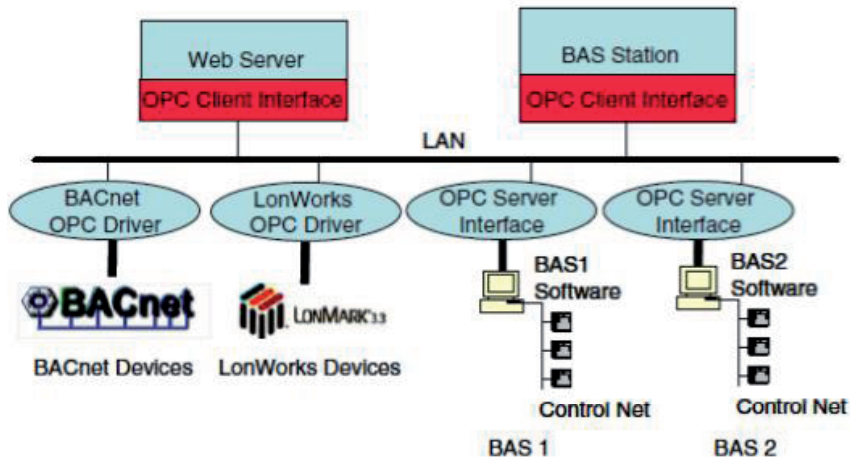 Web Server
OPC Client Interface
BAS Station
OPC Client Interface
LAN
BACnet
OPC Driver
LonWorks
OPC Driver
OPC Server
Interface
OPC Server
Interface
BACnet
LONMARK 3.3
BAS1
Software
BAS2
Software
BACnet Devices
LonWorks Devices
Control Net
Control Net
BAS 1
BAS 2